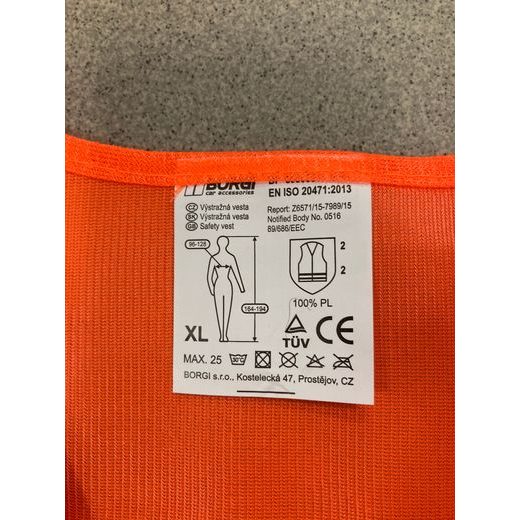 BORGI
car accessories
EN ISO 20471:2013
CZ Výstražná vesta
SK Výstražná vesta
GB Safety vest
Report: Z6571/15-7989/15
Notified Body No. 0516
89/686/EEC
96-128
2
2
164-194
100% PL
XL
TÜV CE
MAX. 25 30°C
BORGI s.r.o., Kostelecká 47, Prostějov, CZ